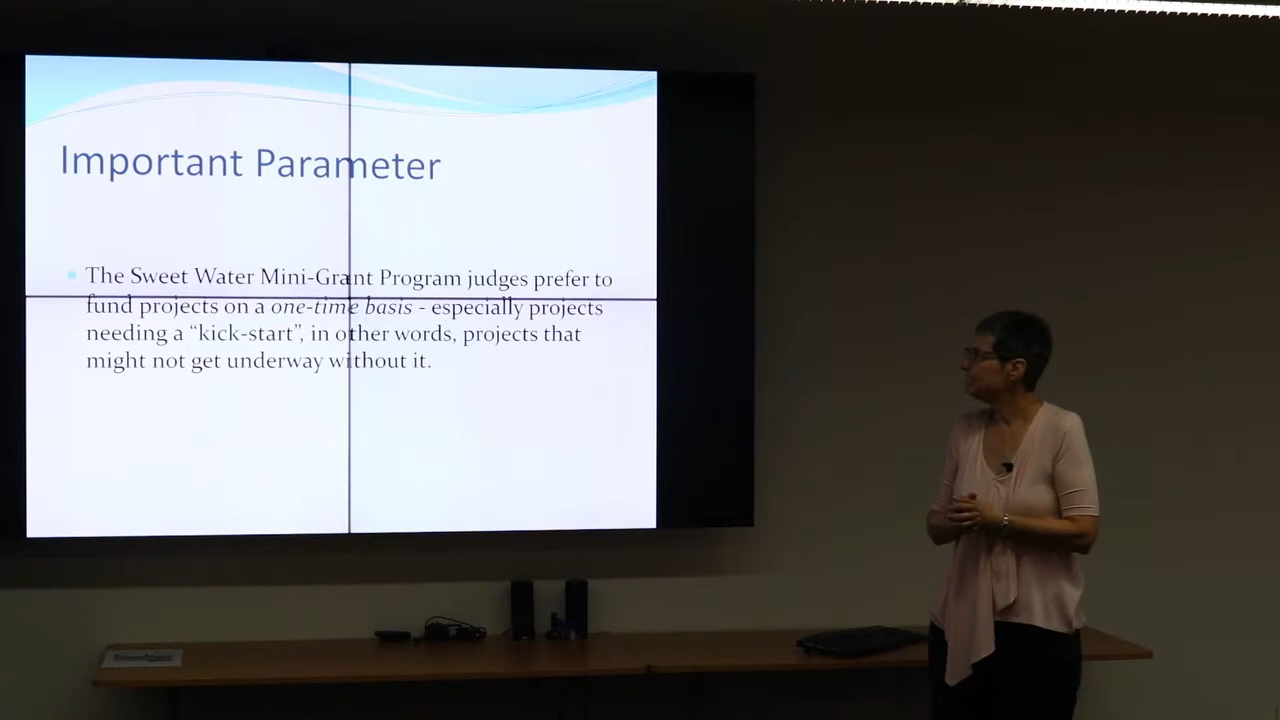 Important Parameter
The Sweet Water Mini-Grant Program judges prefer to
fund projects on a one-time basis - especially projects
needing a “kick-start”, in other words, projects that
might not get underway without it.